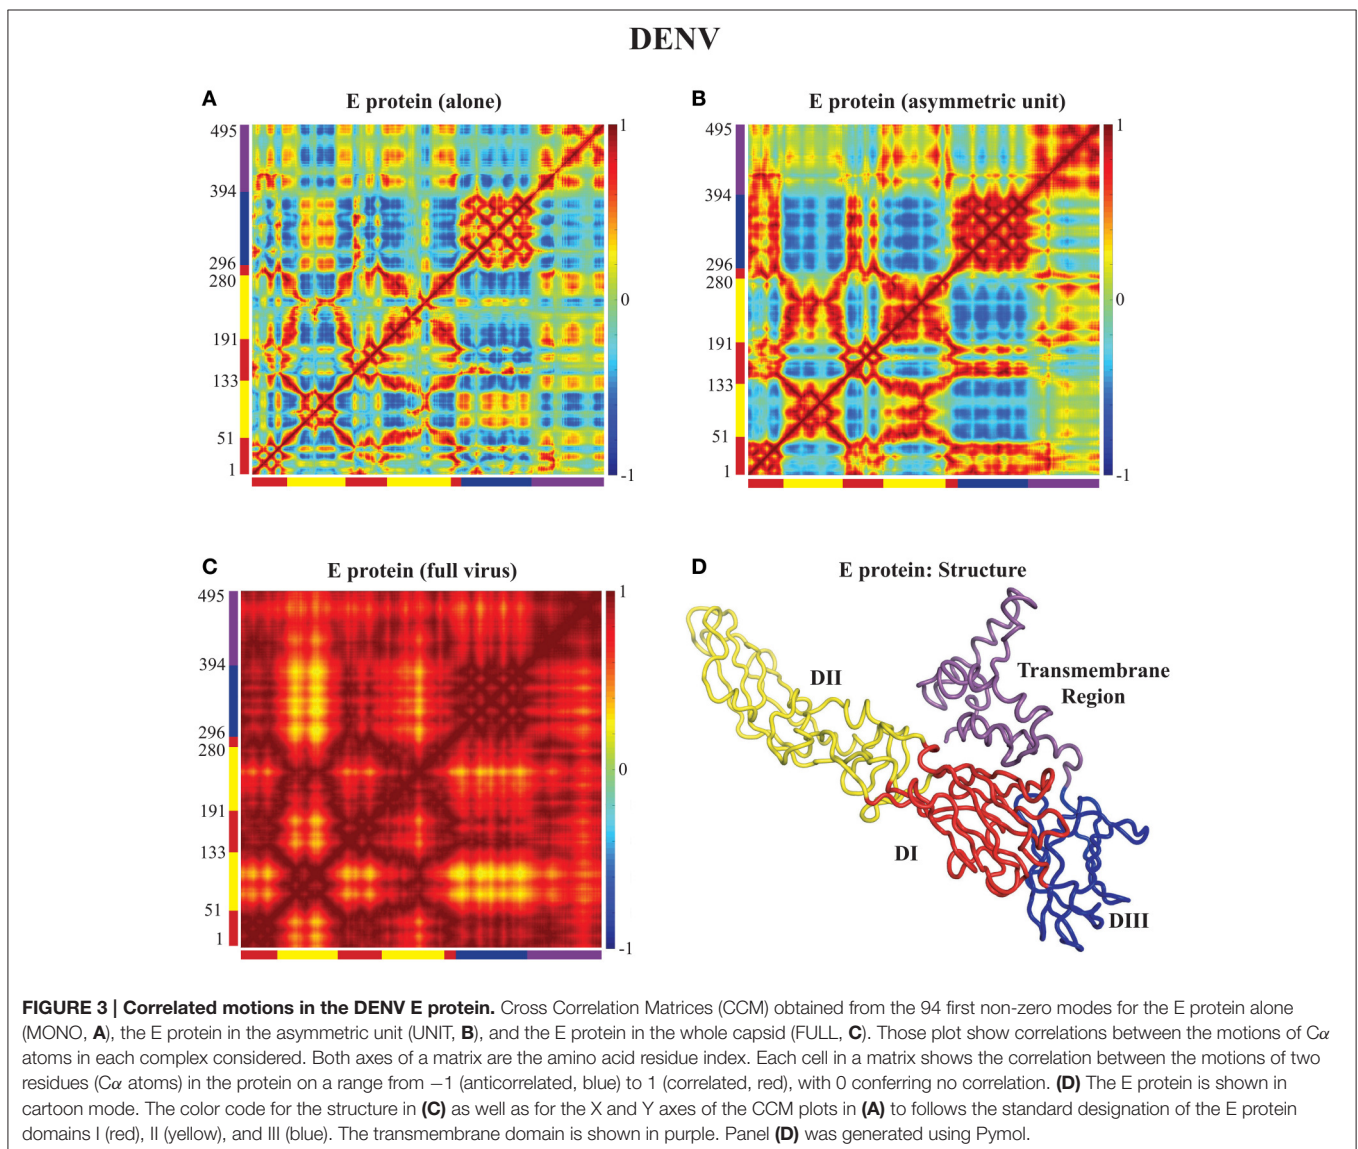 DENV
A
E protein (alone)
495
394
296
280
191
133
51
1
1
0
-1
B
E protein (asymmetric unit)
495
394
296
280
191
133
51
1
1
0
-1
C
E protein (full virus)
495
394
296
280
191
133
51
1
1
0
-1
D
E protein: Structure
DII
Transmembrane
Region
DI
DIII
FIGURE 3 | Correlated motions in the DENV E protein. Cross Correlation Matrices (CCM) obtained from the 94 first non-zero modes for the E protein alone
(MONO, A), the E protein in the asymmetric unit (UNIT, B), and the E protein in the whole capsid (FULL, C). Those plot show correlations between the motions of Cα
atoms in each complex considered. Both axes of a matrix are the amino acid residue index. Each cell in a matrix shows the correlation between the motions of two
residues (Cα atoms) in the protein on a range from −1 (anticorrelated, blue) to 1 (correlated, red), with 0 conferring no correlation. (D) The E protein is shown in
cartoon mode. The color code for the structure in (C) as well as for the X and Y axes of the CCM plots in (A) to follows the standard designation of the E protein
domains I (red), II (yellow), and III (blue). The transmembrane domain is shown in purple. Panel (D) was generated using Pymol.